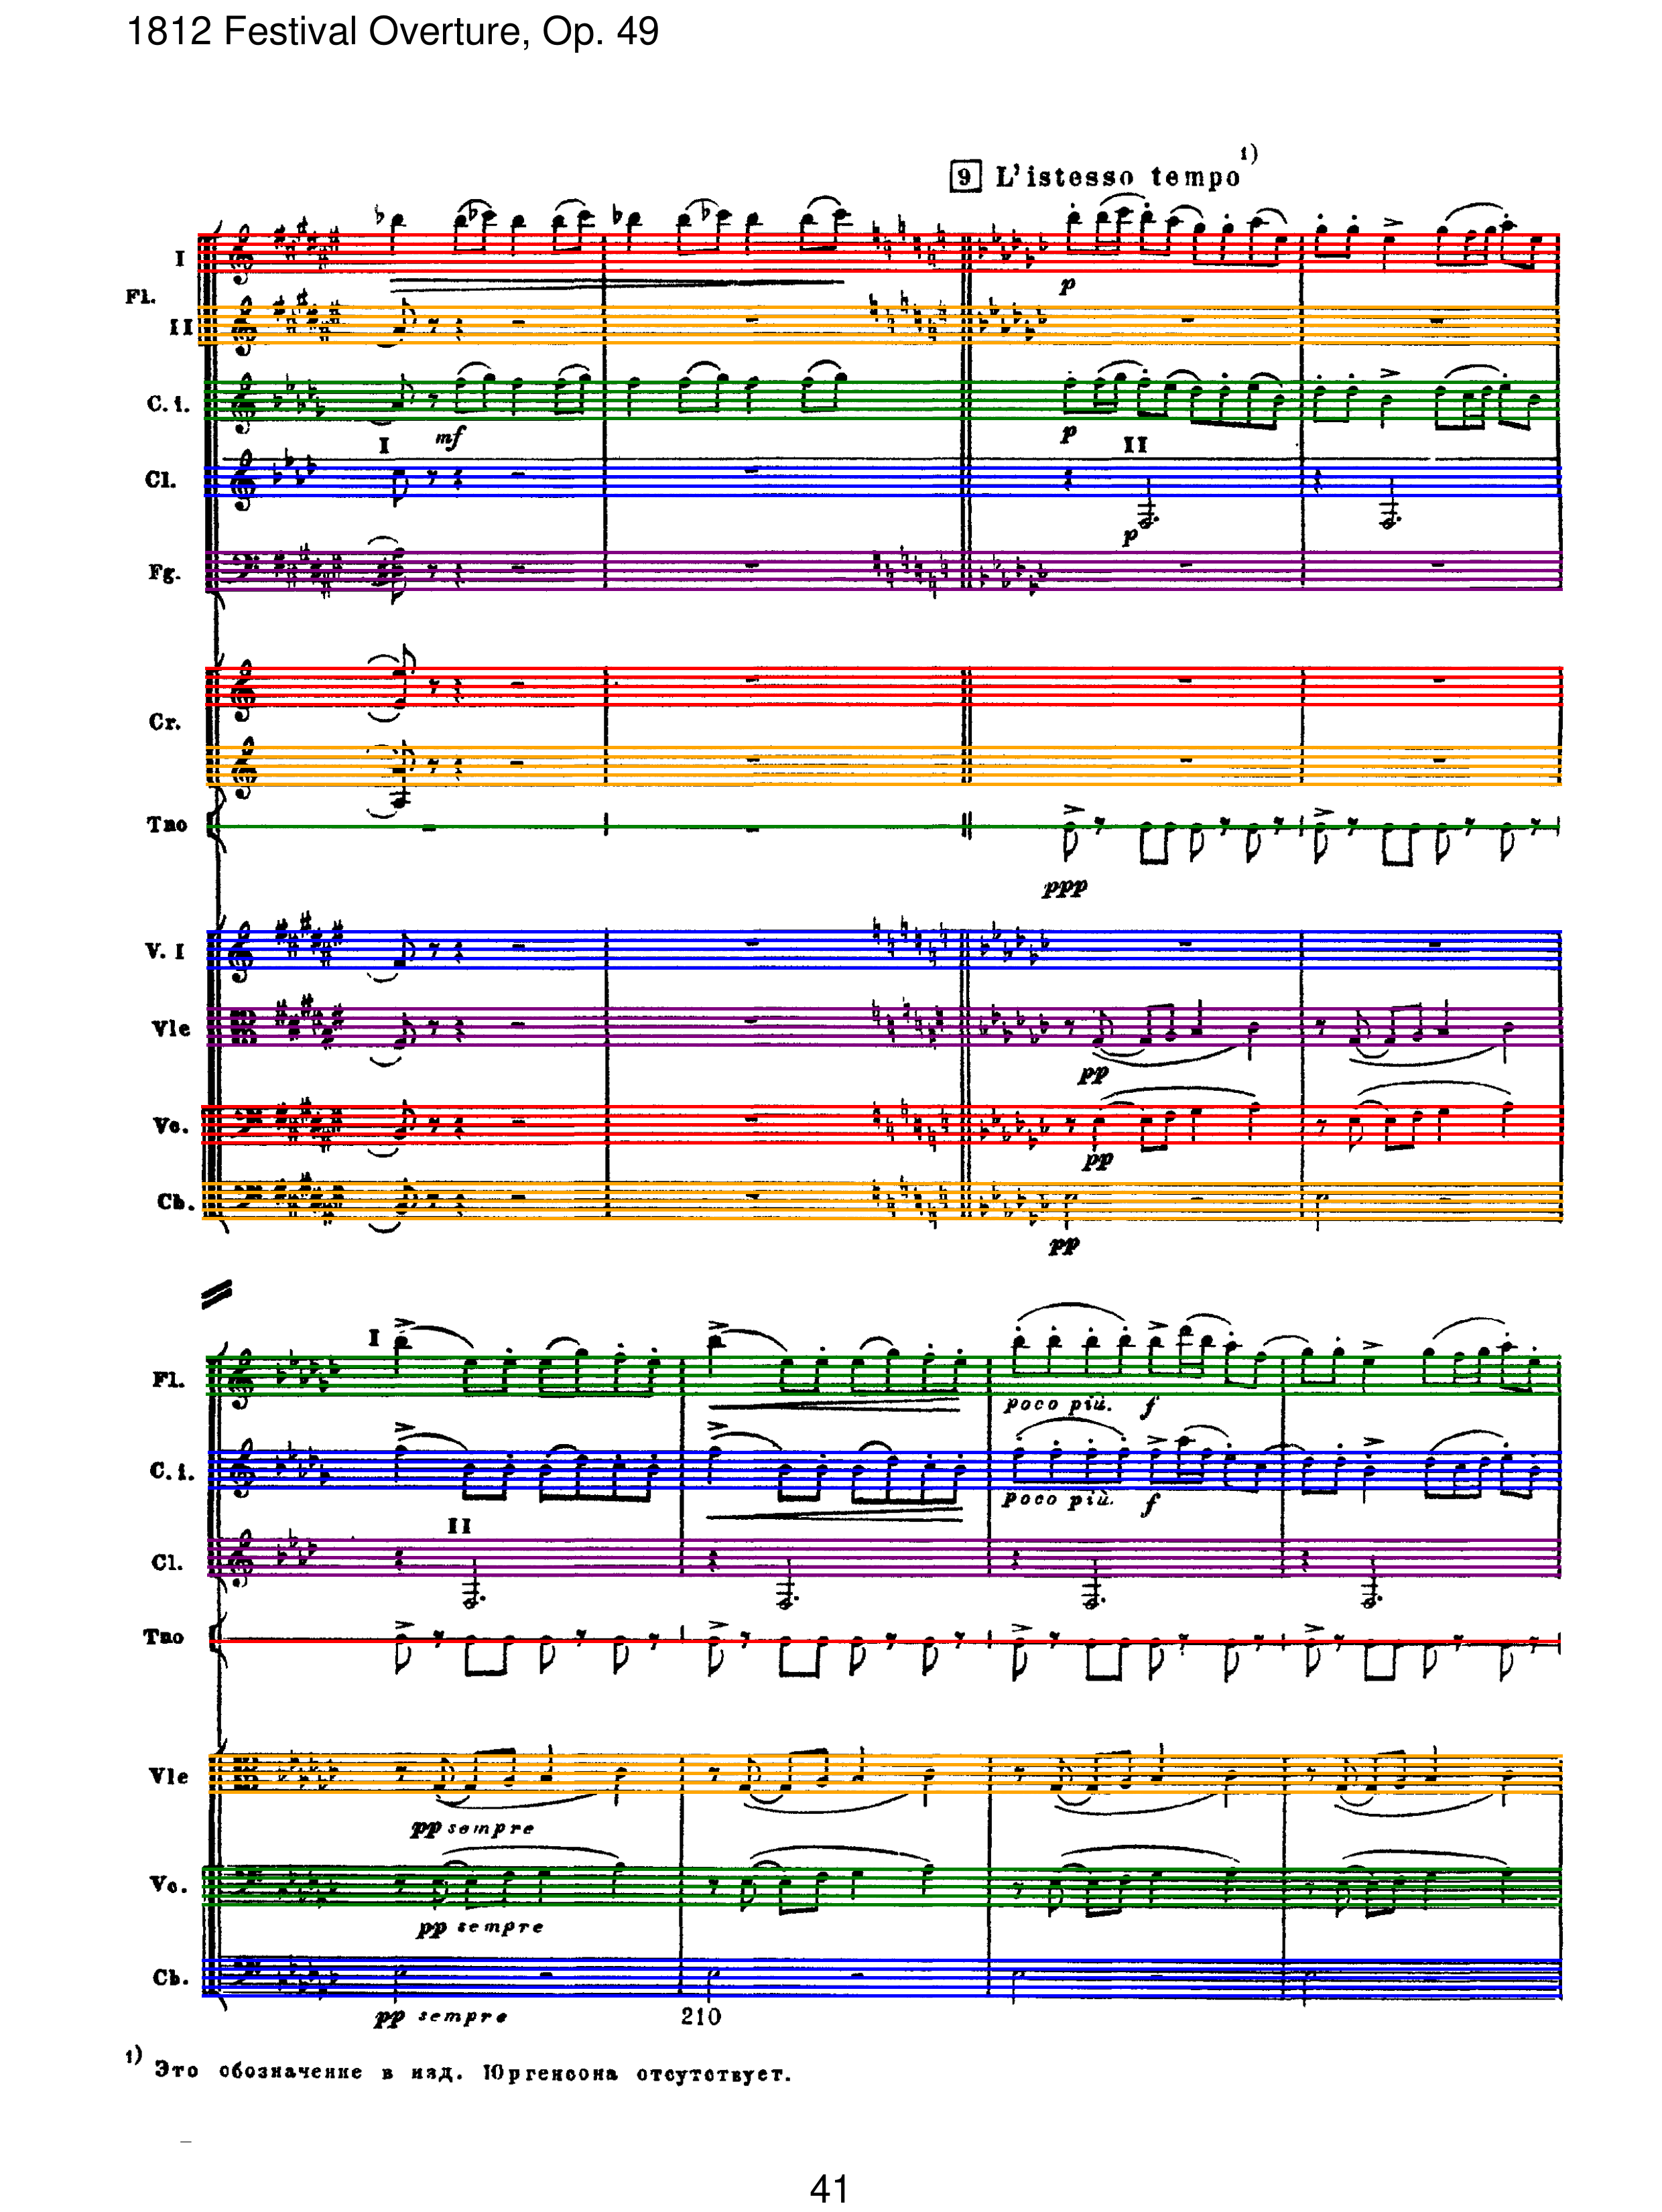 1812 Festival Overture, Op. 49
9 L'istesso tempo 1)
I
Fl.
p
II
C. i.
mf
p
I
II
Cl.
p
Fg.
Cr.
Tno
ppp
V. I
Vle
pp
Vc.
pp
Cb.
pp
I
Fl.
poco più. f
C. i.
poco più. f
II
Cl.
Tno
Vle
pp sempre
Vc.
pp sempre
Cb.
pp sempre
210
1) Это обозначение в изд. Юргенсона отсутствует.
41